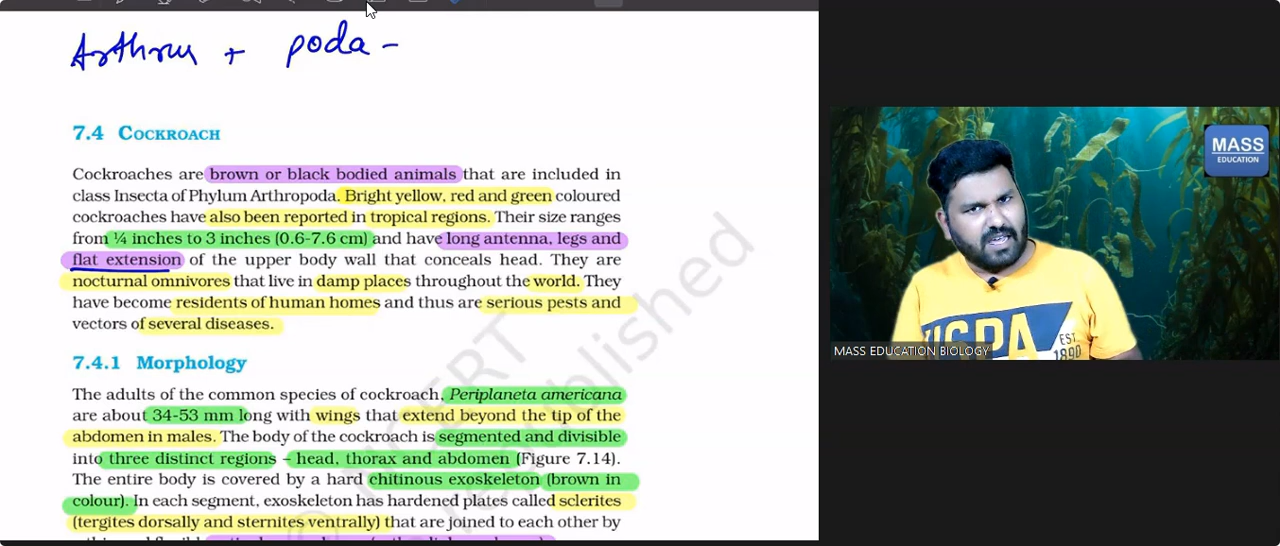 Arthrus + poda -
7.4 COCKROACH
Cockroaches are brown or black bodied animals that are included in
class Insecta of Phylum Arthropoda. Bright yellow, red and green coloured
cockroaches have also been reported in tropical regions. Their size ranges
from ¼ inches to 3 inches (0.6-7.6 cm) and have long antenna, legs and
flat extension of the upper body wall that conceals head. They are
nocturnal omnivores that live in damp places throughout the world. They
have become residents of human homes and thus are serious pests and
vectors of several diseases.
7.4.1 Morphology
The adults of the common species of cockroach, Periplaneta americana
are about 34-53 mm long with wings that extend beyond the tip of the
abdomen in males. The body of the cockroach is segmented and divisible
into three distinct regions – head, thorax and abdomen (Figure 7.14).
The entire body is covered by a hard chitinous exoskeleton (brown in
colour). In each segment, exoskeleton has hardened plates called sclerites
(tergites dorsally and sternites ventrally) that are joined to each other by
MASS
EDUCATION
EST
1890
MASS EDUCATION BIOLOGY